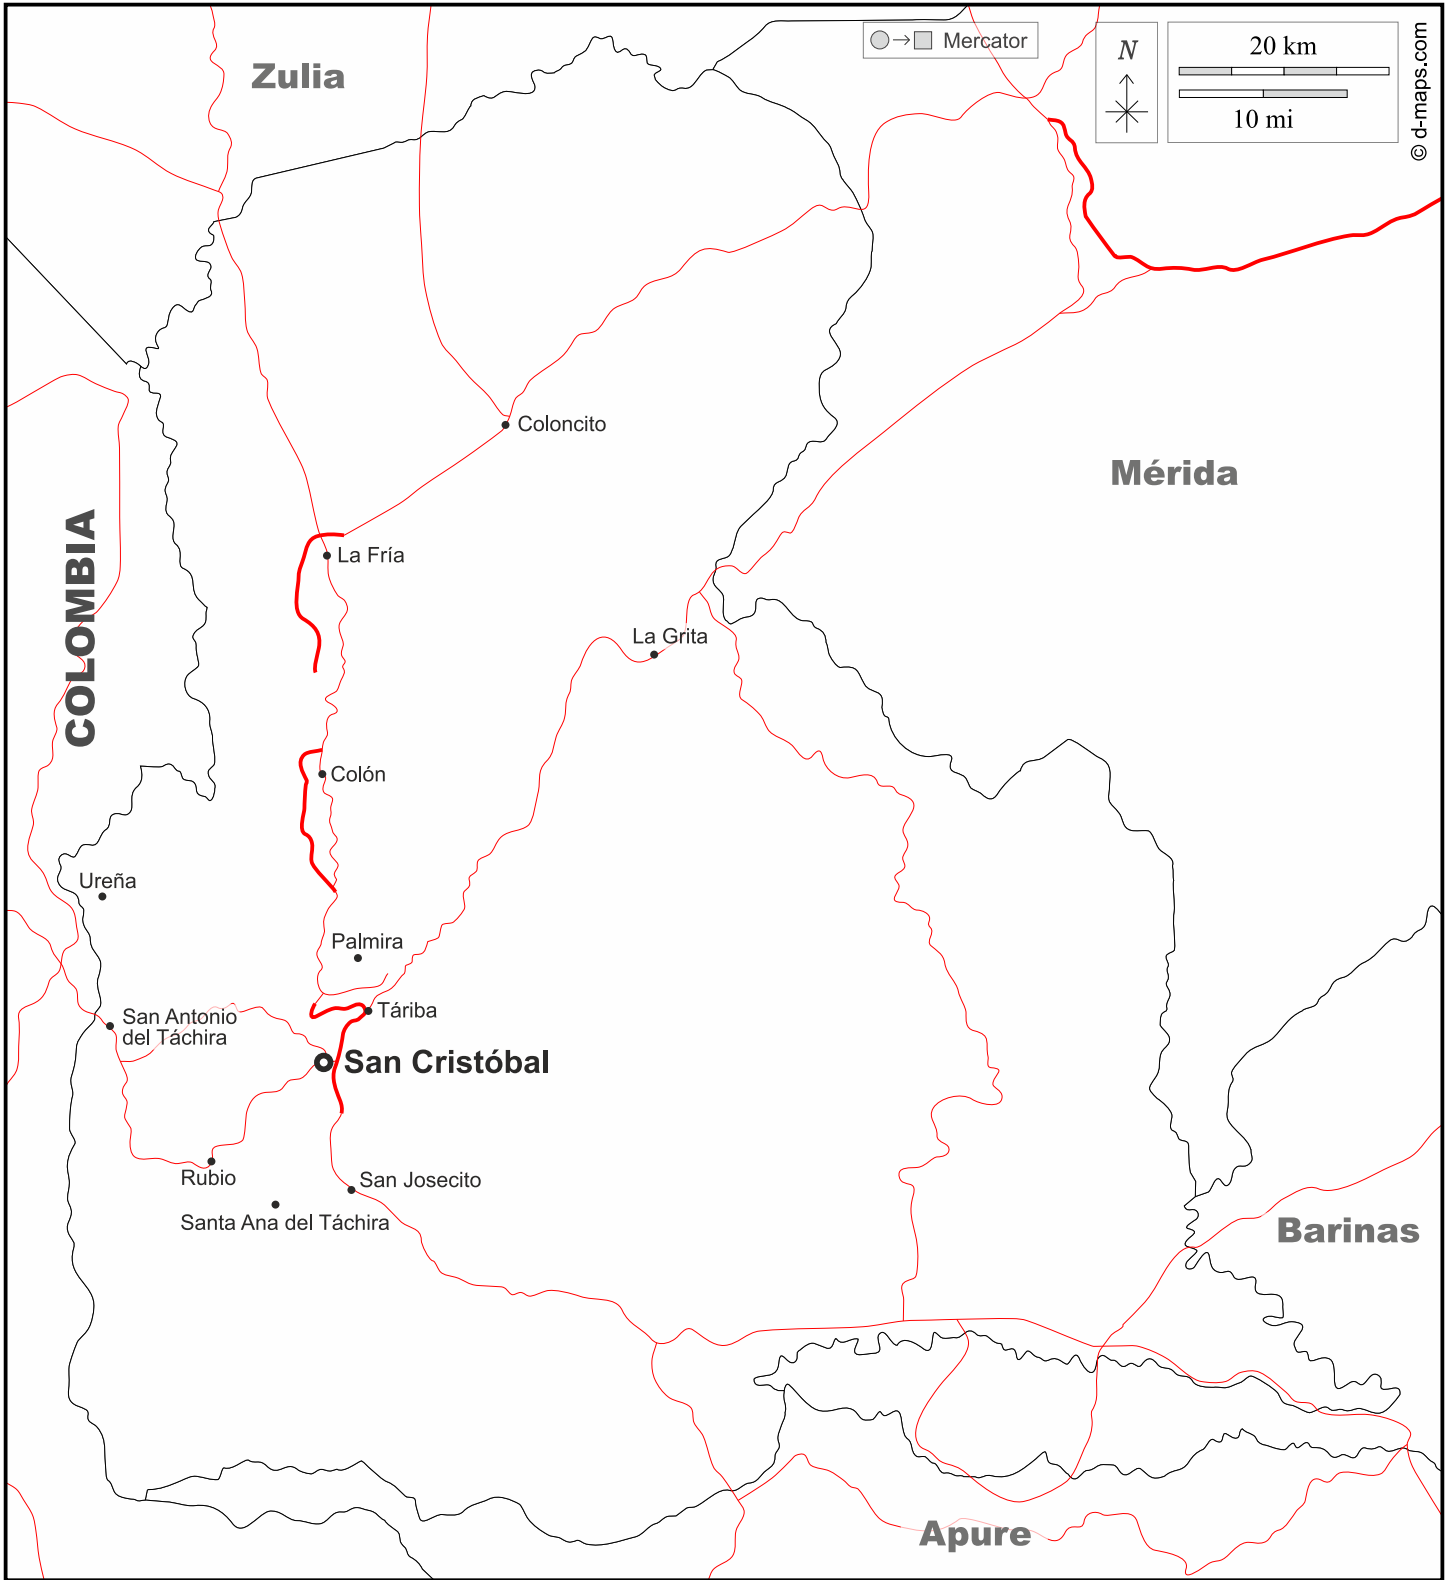 Zulia
Mercator
N
20 km
10 mi
© d-maps.com
Coloncito
Mérida
COLOMBIA
La Fría
La Grita
Colón
Ureña
Palmira
San Antonio
del Táchira
Táriba
San Cristóbal
Rubio
San Josecito
Santa Ana del Táchira
Barinas
Apure